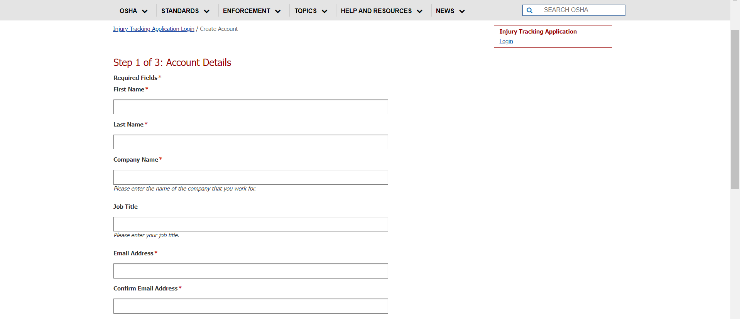 OSHA STANDARDS ENFORCEMENT TOPICS HELP AND RESOURCES NEWS SEARCH OSHA
Injury Tracking Application Login / Create Account
Injury Tracking Application
Login
Step 1 of 3: Account Details
Required Fields *
First Name *
Last Name *
Company Name *
Please enter the name of the company that you work for.
Job Title
Please enter your job title.
Email Address *
Confirm Email Address *